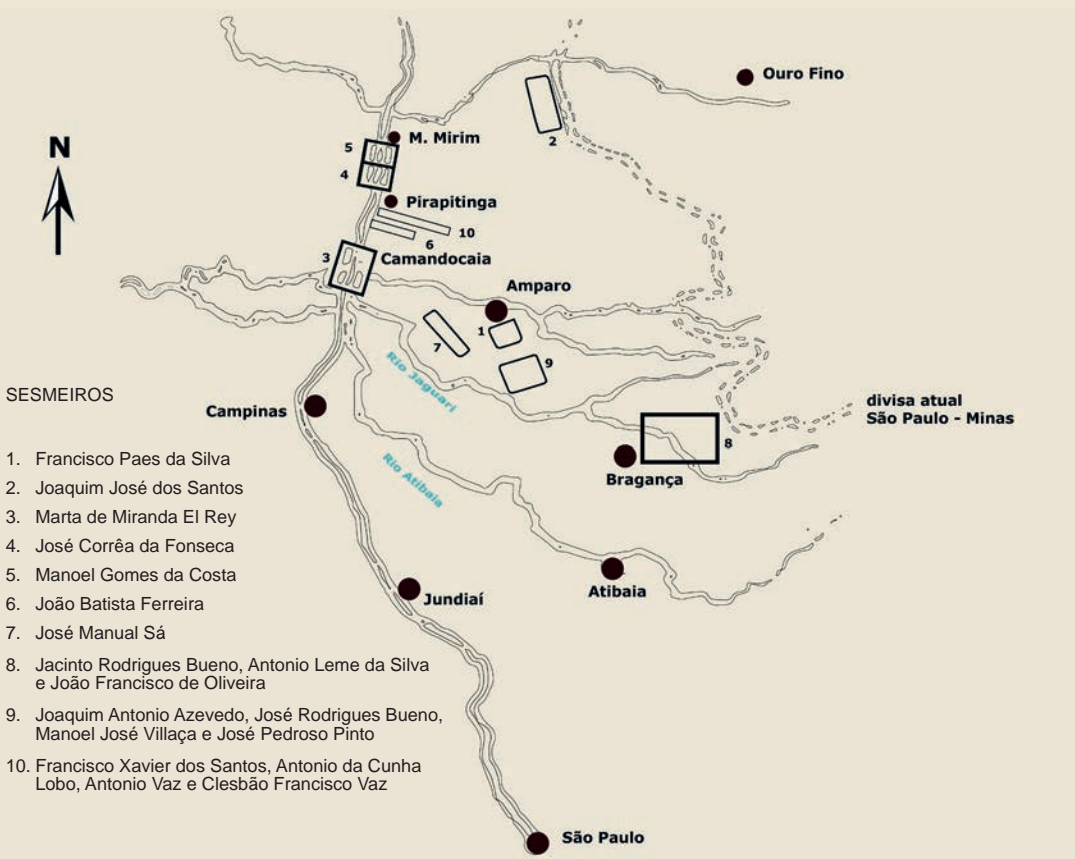 Ouro Fino
2
N
5
M. Mirim
4
Pirapitinga
10
6
3
Camandocaia
Amparo
1
7
9
Rio Jaguari
SESMEIROS
Campinas
divisa atual
São Paulo - Minas
8
Bragança
Rio Atibaia
1. Francisco Paes da Silva
2. Joaquim José dos Santos
3. Marta de Miranda El Rey
4. José Corrêa da Fonseca
5. Manoel Gomes da Costa
6. João Batista Ferreira
7. José Manual Sá
8. Jacinto Rodrigues Bueno, Antonio Leme da Silva
e João Francisco de Oliveira
9. Joaquim Antonio Azevedo, José Rodrigues Bueno,
Manoel José Villaça e José Pedroso Pinto
10. Francisco Xavier dos Santos, Antonio da Cunha
Lobo, Antonio Vaz e Clesbão Francisco Vaz
Jundiaí
Atibaia
São Paulo